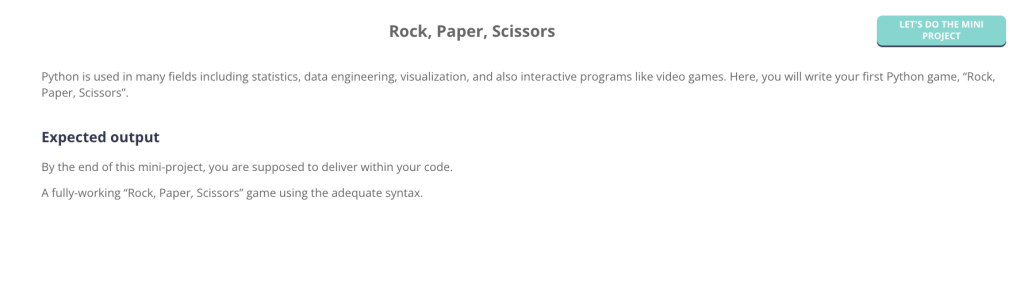 Rock, Paper, Scissors
LET'S DO THE MINI
PROJECT
Python is used in many fields including statistics, data engineering, visualization, and also interactive programs like video games. Here, you will write your first Python game, “Rock,
Paper, Scissors”.
Expected output
By the end of this mini-project, you are supposed to deliver within your code.
A fully-working “Rock, Paper, Scissors” game using the adequate syntax.